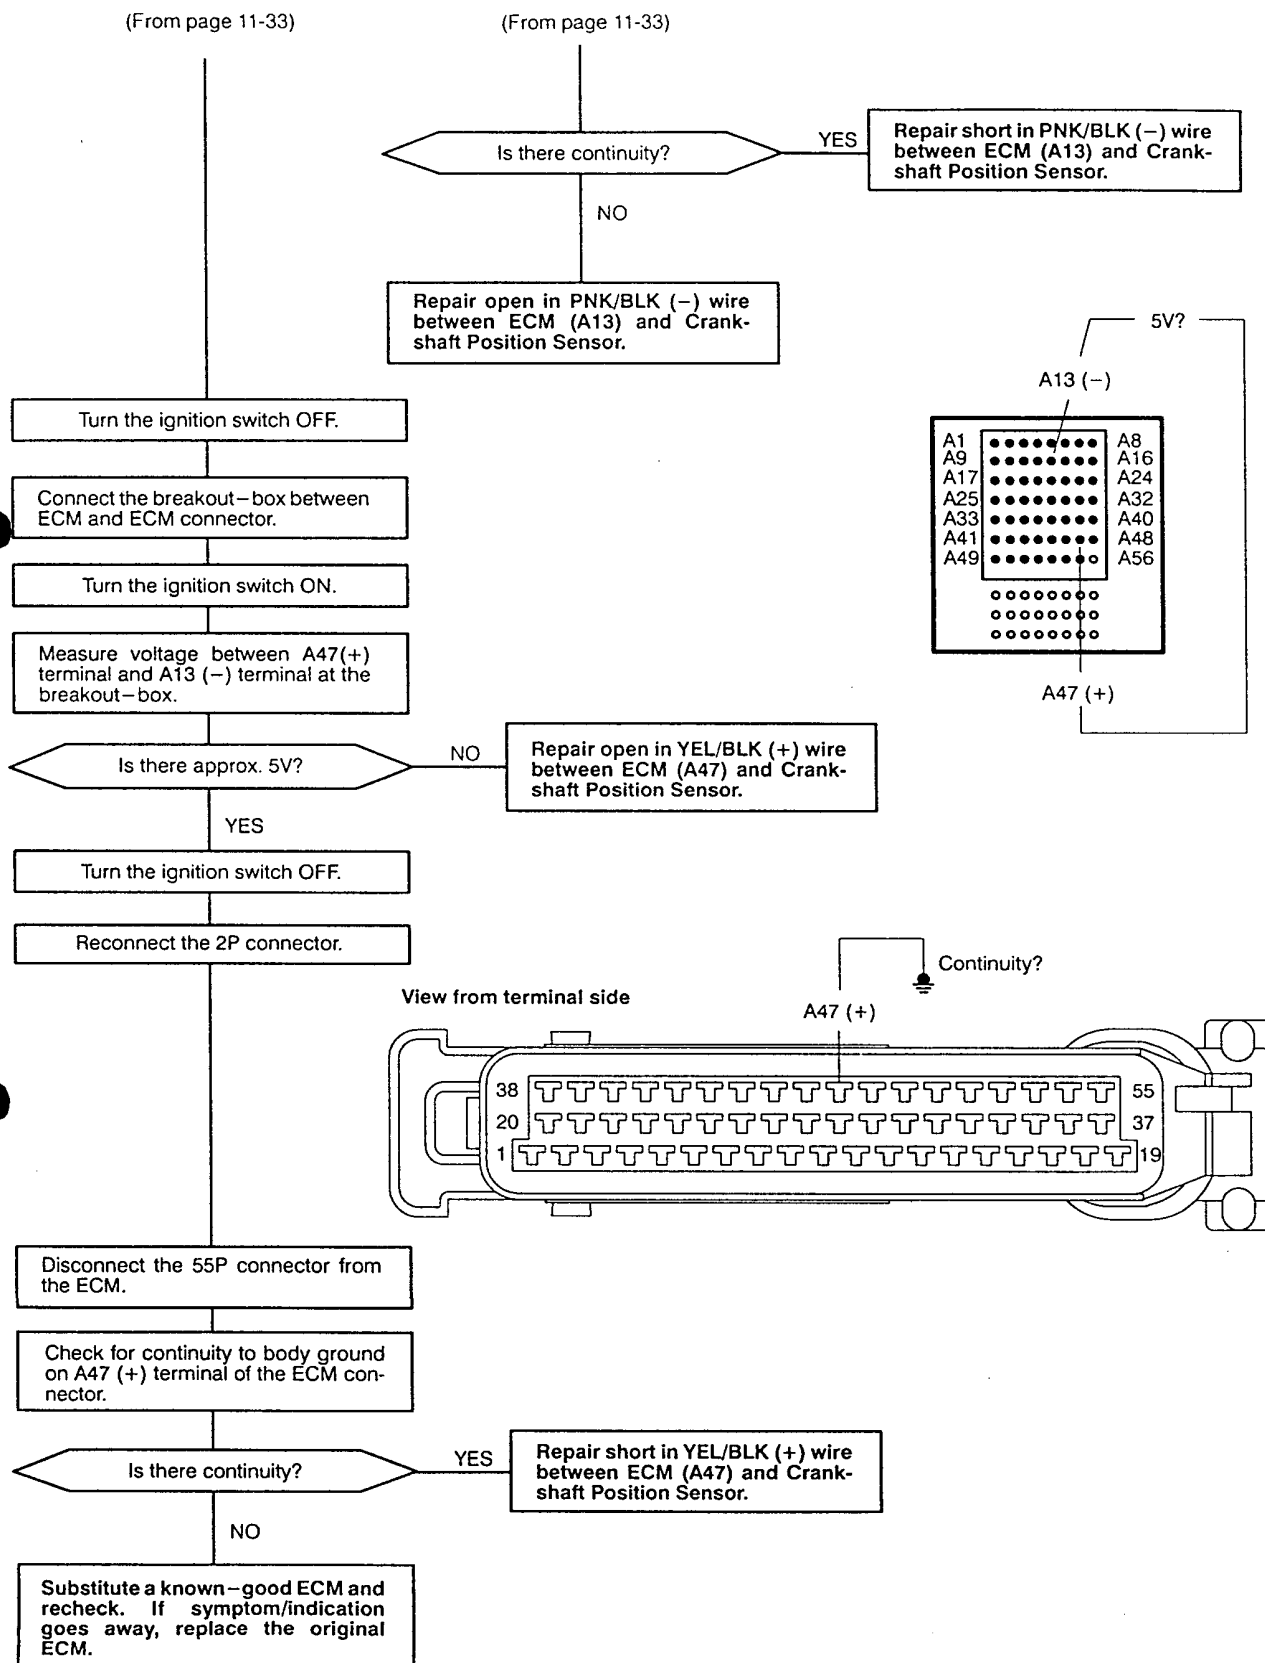 (From page 11-33)
(From page 11-33)
Is there continuity?
YES
Repair short in PNK/BLK (−) wire
between ECM (A13) and Crank-
shaft Position Sensor.
NO
Repair open in PNK/BLK (−) wire
between ECM (A13) and Crank-
shaft Position Sensor.
5V?
A13 (−)
A1 A8
A9 A16
A17 A24
A25 A32
A33 A40
A41 A48
A49 A56
A47 (+)
Turn the ignition switch OFF.
Connect the breakout−box between
ECM and ECM connector.
Turn the ignition switch ON.
Measure voltage between A47(+)
terminal and A13 (−) terminal at the
breakout−box.
Is there approx. 5V?
NO
Repair open in YEL/BLK (+) wire
between ECM (A47) and Crank-
shaft Position Sensor.
YES
Turn the ignition switch OFF.
Reconnect the 2P connector.
Continuity?
View from terminal side
A47 (+)
38 55
20 37
1 19
Disconnect the 55P connector from
the ECM.
Check for continuity to body ground
on A47 (+) terminal of the ECM con-
nector.
Is there continuity?
YES
Repair short in YEL/BLK (+) wire
between ECM (A47) and Crank-
shaft Position Sensor.
NO
Substitute a known−good ECM and
recheck. If symptom/indication
goes away, replace the original
ECM.